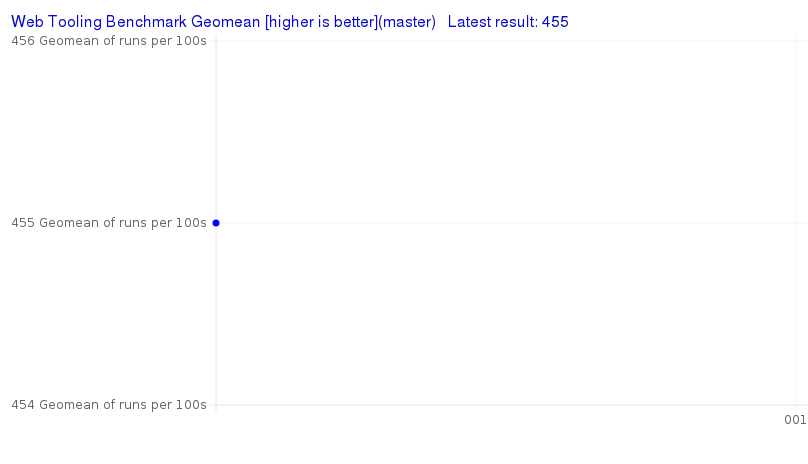 Web Tooling Benchmark Geomean [higher is better](master)   Latest result: 455
456 Geomean of runs per 100s
455 Geomean of runs per 100s
454 Geomean of runs per 100s
001